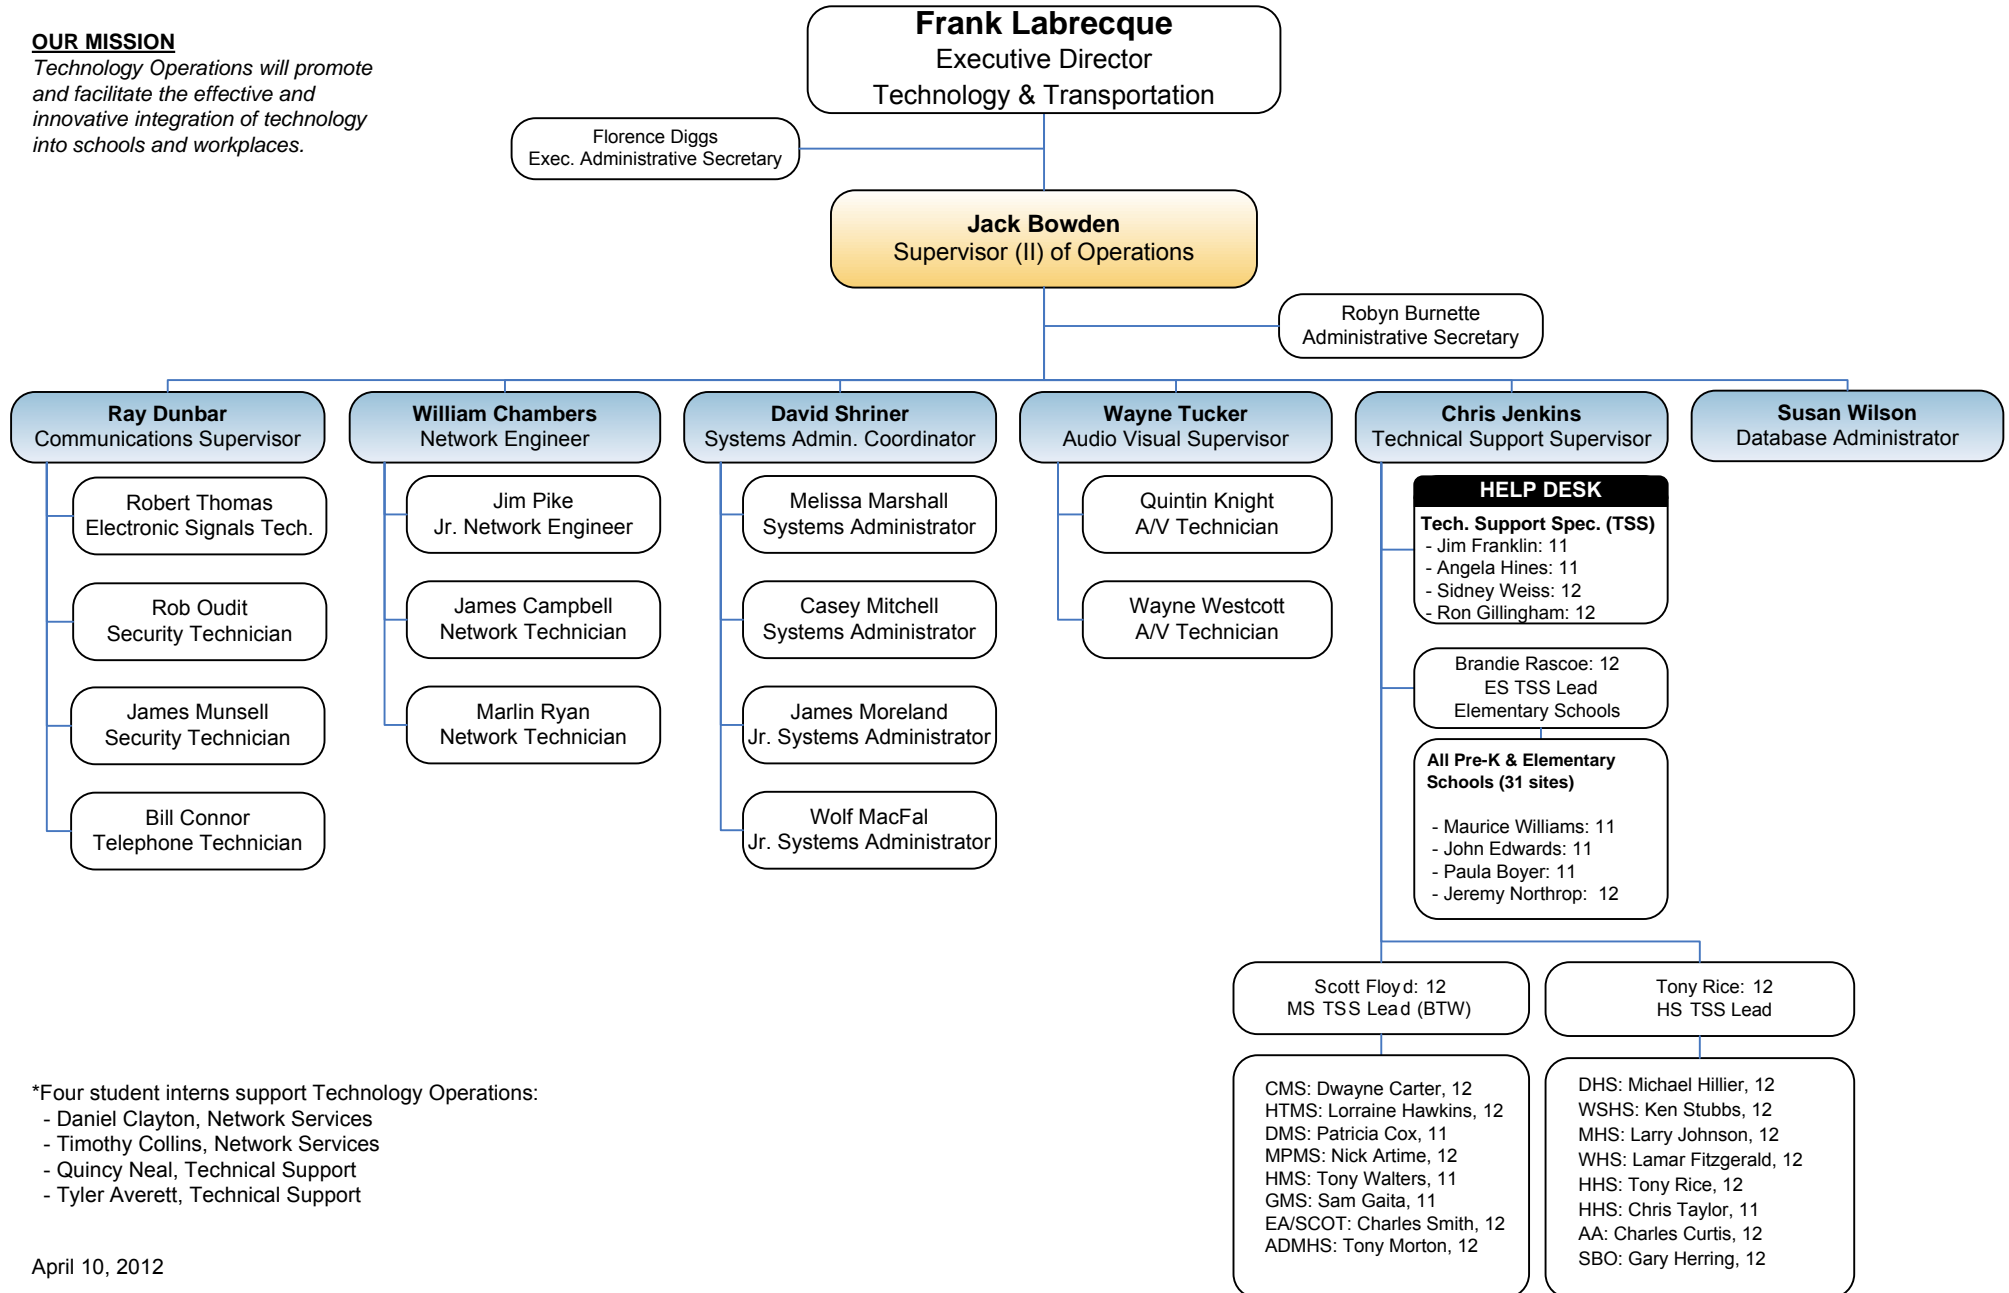 OUR MISSION
Technology Operations will promote
and facilitate the effective and
innovative integration of technology
into schools and workplaces.
Frank Labrecque
Executive Director
Technology & Transportation
Florence Diggs
Exec. Administrative Secretary
Jack Bowden
Supervisor (II) of Operations
Robyn Burnette
Administrative Secretary
Ray Dunbar
Communications Supervisor
Robert Thomas
Electronic Signals Tech.
Rob Oudit
Security Technician
James Munsell
Security Technician
Bill Connor
Telephone Technician
William Chambers
Network Engineer
Jim Pike
Jr. Network Engineer
James Campbell
Network Technician
Marlin Ryan
Network Technician
David Shriner
Systems Admin. Coordinator
Melissa Marshall
Systems Administrator
Casey Mitchell
Systems Administrator
James Moreland
Jr. Systems Administrator
Wolf MacFal
Jr. Systems Administrator
Wayne Tucker
Audio Visual Supervisor
Quintin Knight
A/V Technician
Wayne Westcott
A/V Technician
Chris Jenkins
Technical Support Supervisor
HELP DESK
Tech. Support Spec. (TSS)
- Jim Franklin: 11
- Angela Hines: 11
- Sidney Weiss: 12
- Ron Gillingham: 12
Brandie Rascoe: 12
ES TSS Lead
Elementary Schools
All Pre-K & Elementary
Schools (31 sites)
- Maurice Williams: 11
- John Edwards: 11
- Paula Boyer: 11
- Jeremy Northrop: 12
Scott Floyd: 12
MS TSS Lead (BTW)
CMS: Dwayne Carter, 12
HTMS: Lorraine Hawkins, 12
DMS: Patricia Cox, 11
MPMS: Nick Artime, 12
HMS: Tony Walters, 11
GMS: Sam Gaita, 11
EA/SCOT: Charles Smith, 12
ADMHS: Tony Morton, 12
Tony Rice: 12
HS TSS Lead
DHS: Michael Hillier, 12
WSHS: Ken Stubbs, 12
MHS: Larry Johnson, 12
WHS: Lamar Fitzgerald, 12
HHS: Tony Rice, 12
HHS: Chris Taylor, 11
AA: Charles Curtis, 12
SBO: Gary Herring, 12
Susan Wilson
Database Administrator
*Four student interns support Technology Operations:
- Daniel Clayton, Network Services
- Timothy Collins, Network Services
- Quincy Neal, Technical Support
- Tyler Averett, Technical Support
April 10, 2012